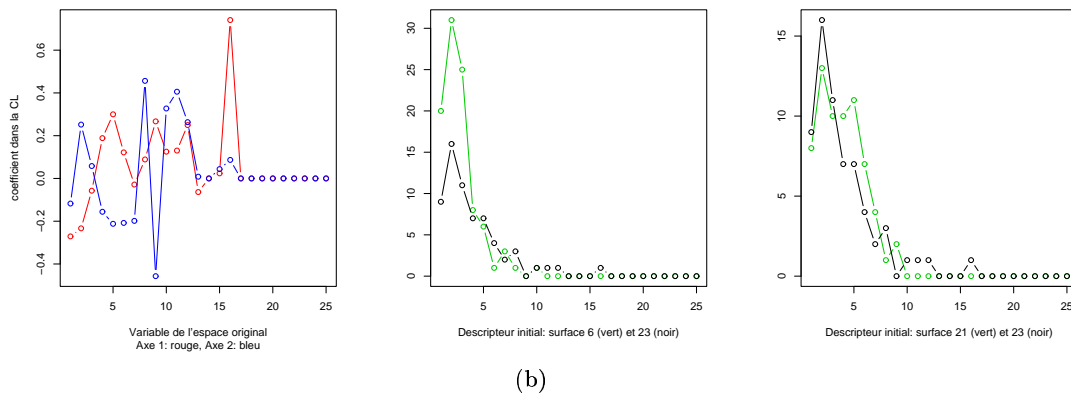 coefficient dans la CL
0.6
0.4
0.2
0.0
−0.2
−0.4
5 10 15 20 25
Variable de l'espace original
Axe 1: rouge, Axe 2: bleu
30
25
20
15
10
5
0
5 10 15 20 25
Descripteur initial: surface 6 (vert) et 23 (noir)
15
10
5
0
5 10 15 20 25
Descripteur initial: surface 21 (vert) et 23 (noir)
(b)